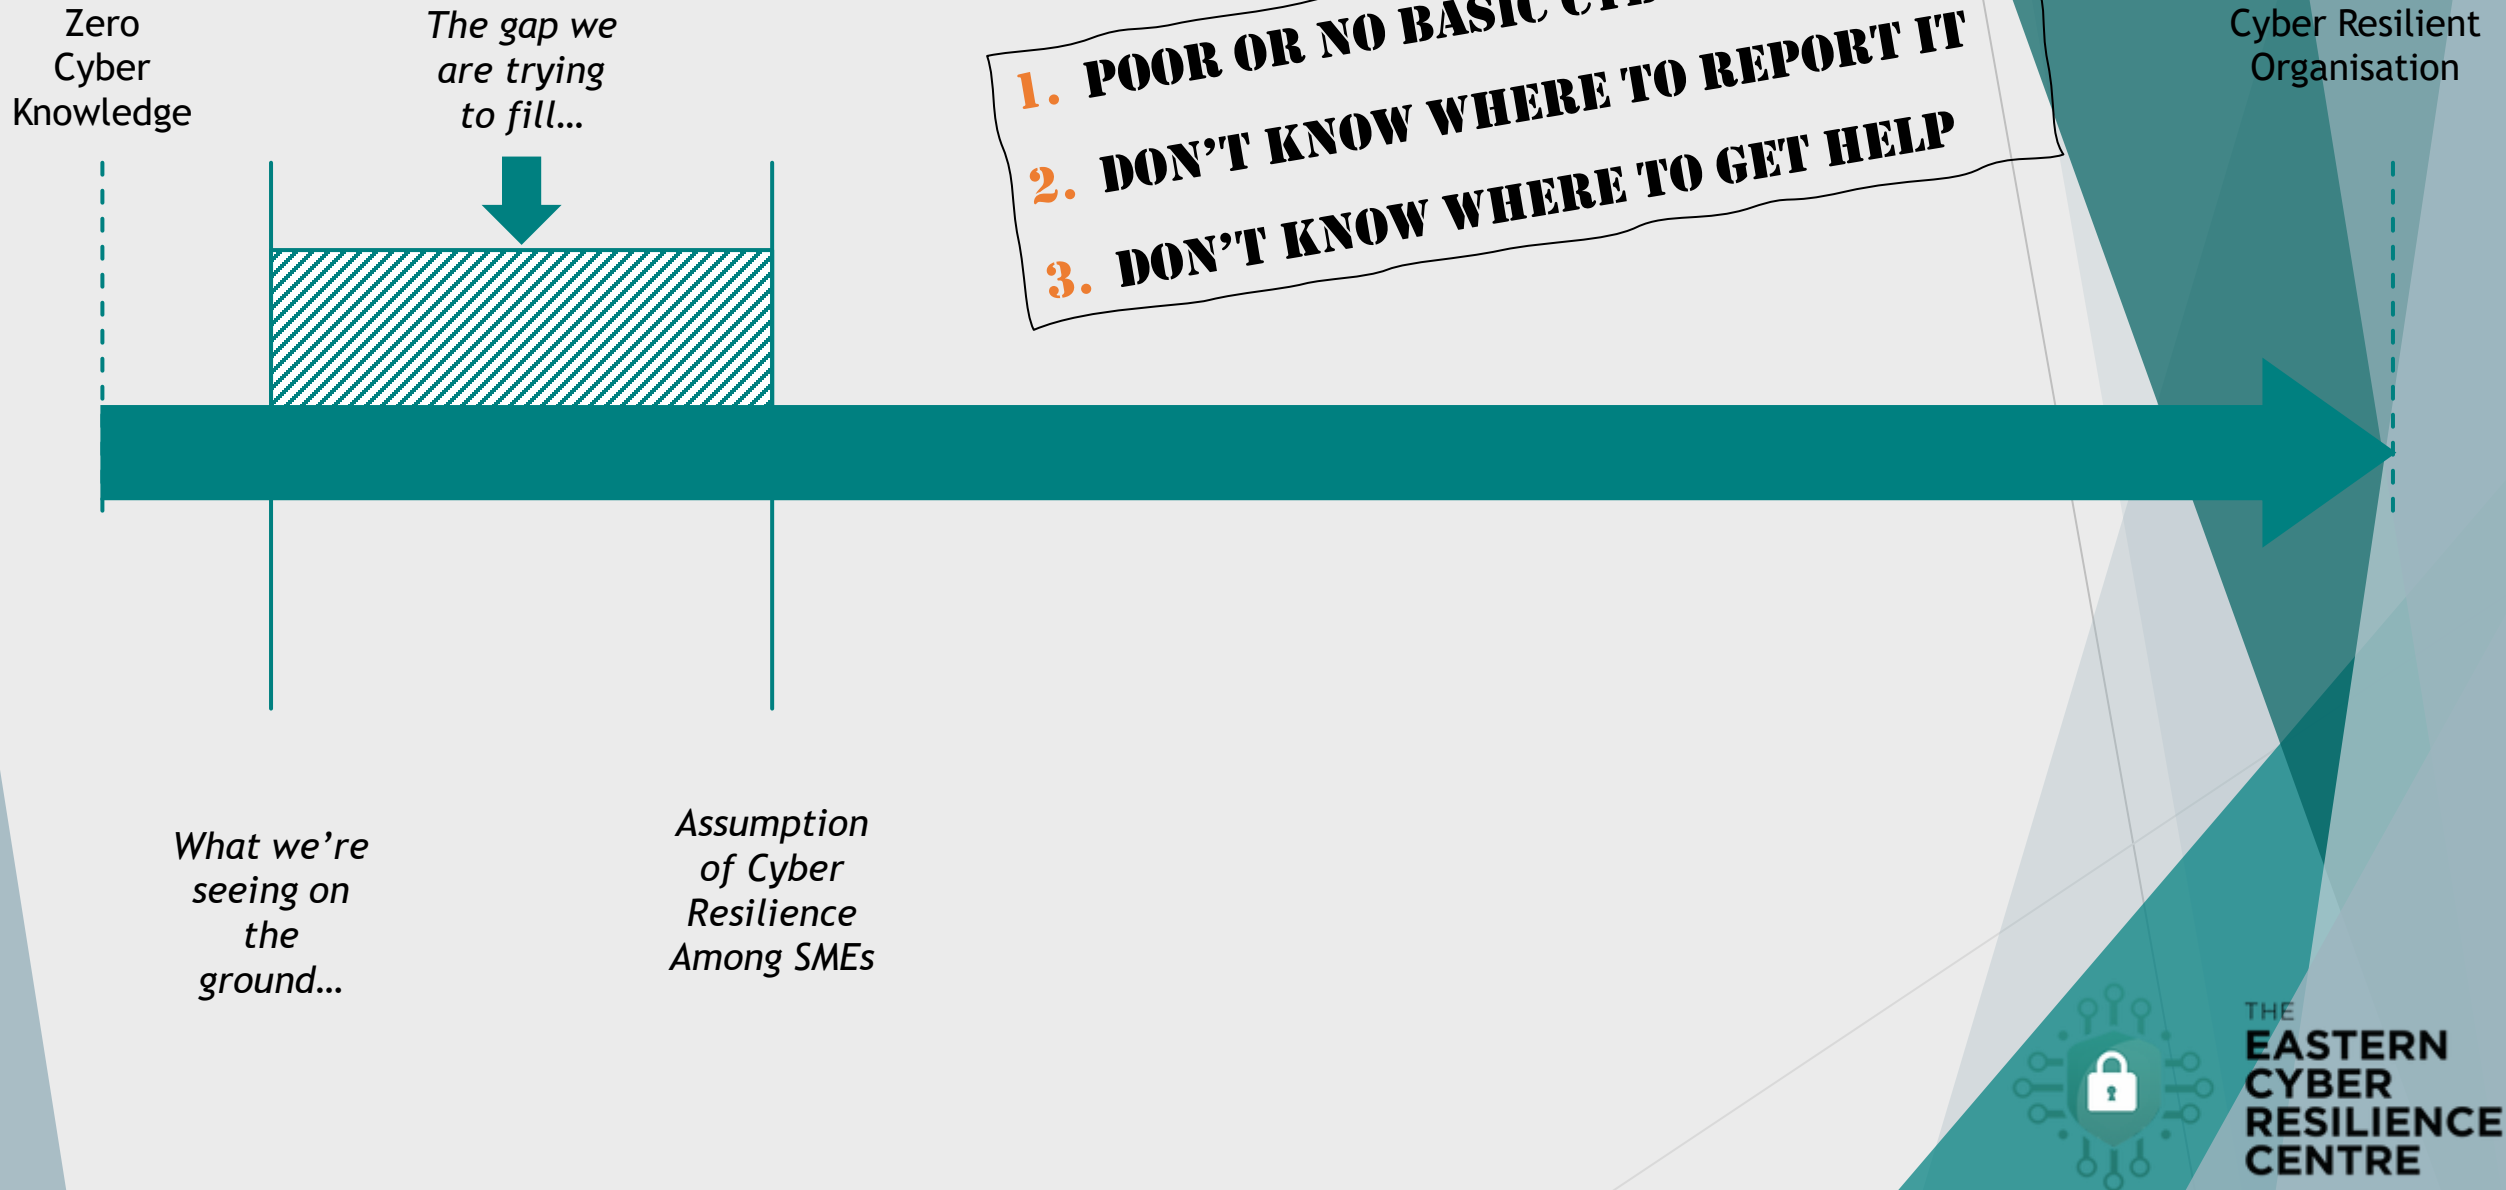 Zero
Cyber
Knowledge
The gap we
are trying
to fill…
1. POOR OR NO BASIC
2. DON’T KNOW WHERE TO REPORT IT
3. DON’T KNOW WHERE TO GET HELP
Cyber Resilient
Organisation
What we’re
seeing on
the
ground…
Assumption
of Cyber
Resilience
Among SMEs
THE
EASTERN
CYBER
RESILIENCE
CENTRE